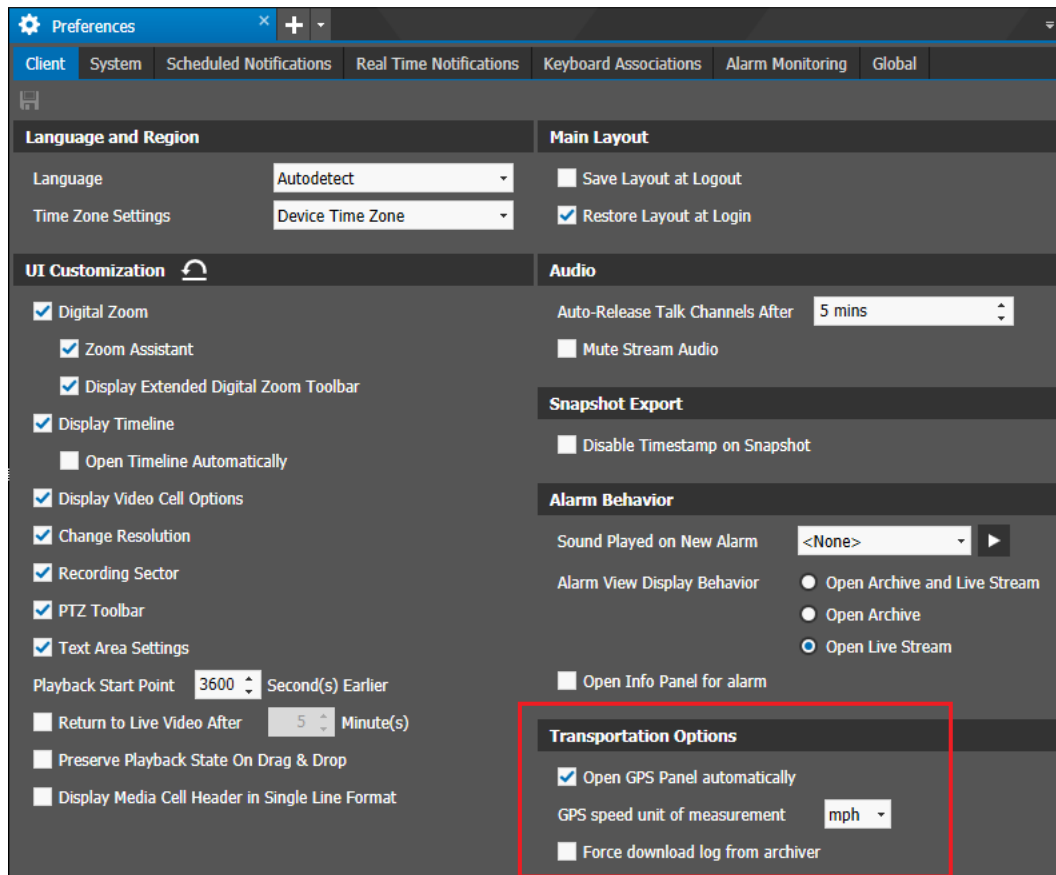 Preferences
Client System Scheduled Notifications Real Time Notifications Keyboard Associations Alarm Monitoring Global
Language and Region
Language Autodetect
Time Zone Settings Device Time Zone
UI Customization
Digital Zoom
Zoom Assistant
Display Extended Digital Zoom Toolbar
Display Timeline
Open Timeline Automatically
Display Video Cell Options
Change Resolution
Recording Sector
PTZ Toolbar
Text Area Settings
Playback Start Point 3600 Second(s) Earlier
Return to Live Video After 5 Minute(s)
Preserve Playback State On Drag & Drop
Display Media Cell Header in Single Line Format
Main Layout
Save Layout at Logout
Restore Layout at Login
Audio
Auto-Release Talk Channels After 5 mins
Mute Stream Audio
Snapshot Export
Disable Timestamp on Snapshot
Alarm Behavior
Sound Played on New Alarm <None>
Alarm View Display Behavior Open Archive and Live Stream
Open Archive
Open Live Stream
Open Info Panel for alarm
Transportation Options
Open GPS Panel automatically
GPS speed unit of measurement mph
Force download log from archiver